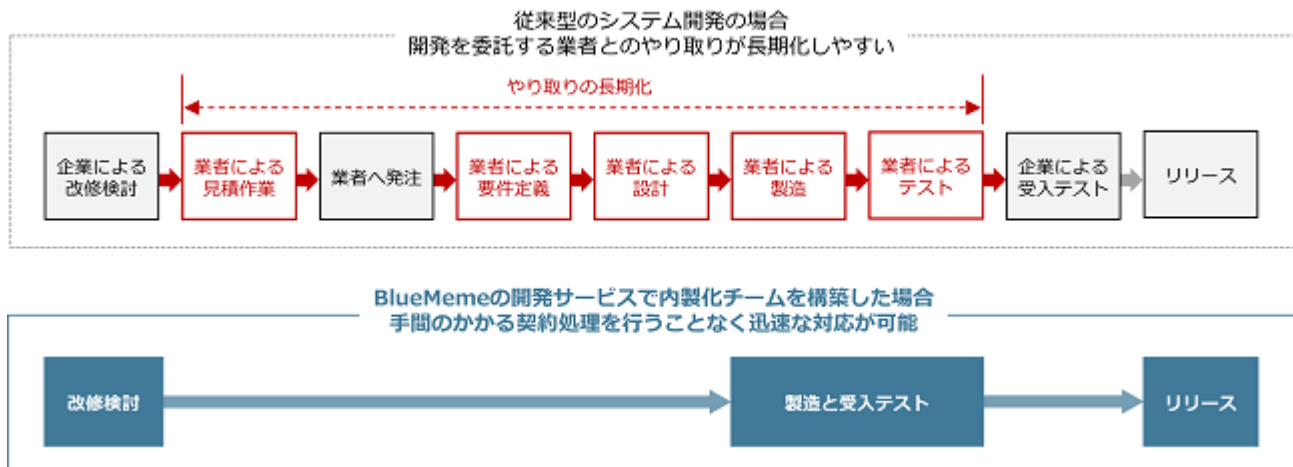 従来型のシステム開発の場合
開発を委託する業者とのやり取りが長期化しやすい
やり取りの長期化
企業による
改修検討
業者による
見積作業
業者へ発注
業者による
要件定義
業者による
設計
業者による
製造
業者による
テスト
企業による
受入テスト
リリース
BlueMemeの開発サービスで内製化チームを構築した場合
手間のかかる契約処理を行うことなく迅速な対応が可能
改修検討
製造と受入テスト
リリース